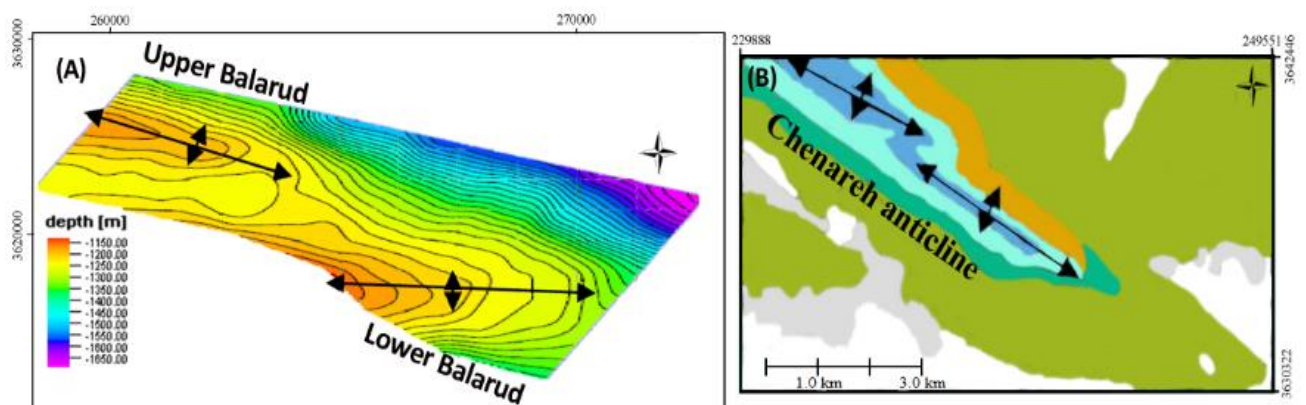 260000
270000
3630000
3620000
(A)
Upper Balarud
depth [m]
-1150.00
-1200.00
-1250.00
-1300.00
-1350.00
-1400.00
-1450.00
-1500.00
-1550.00
-1600.00
-1650.00
Lower Balarud
229888
249551
3642446
3630322
(B)
Chenareh anticline
1.0 km
3.0 km